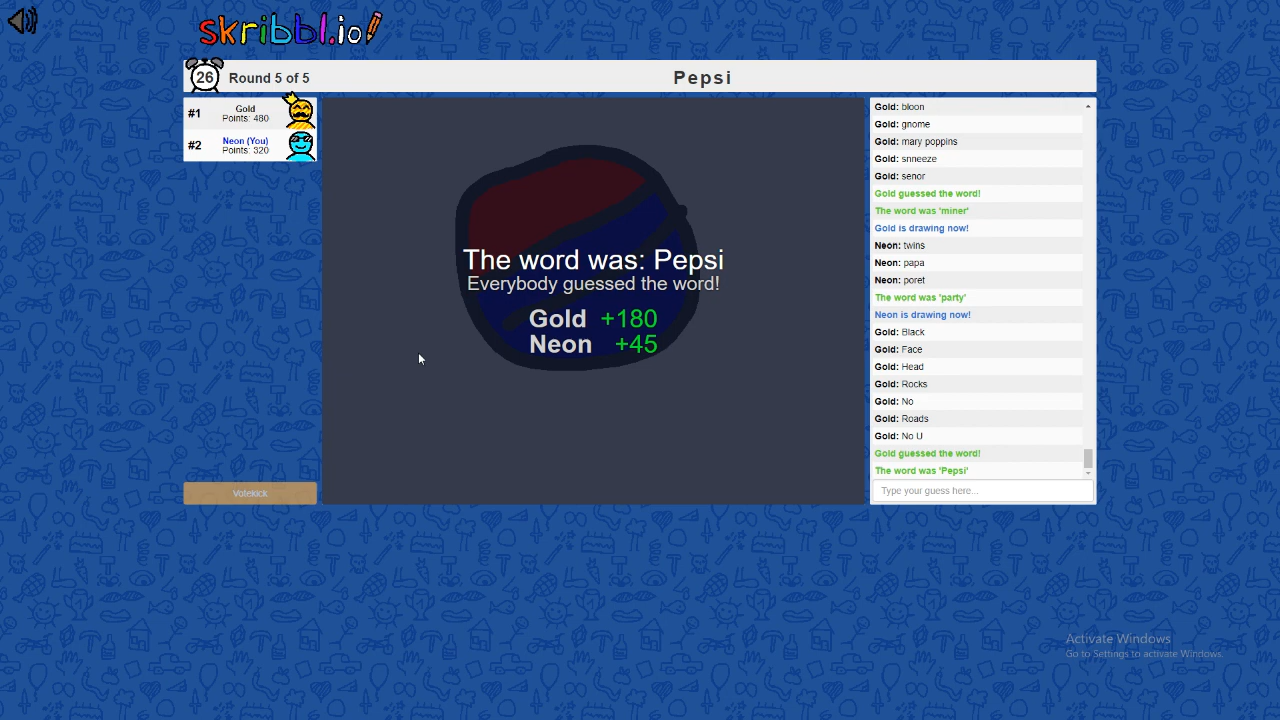 skribbl.io
26
Round 5 of 5
Pepsi
#1
Gold
Points: 480
#2
Neon (You)
Points: 320
Votekick
The word was: Pepsi
Everybody guessed the word!
Gold +180
Neon +45
Gold: bloon
Gold: gnome
Gold: mary poppins
Gold: snneeze
Gold: senor
Gold guessed the word!
The word was 'miner'
Gold is drawing now!
Neon: twins
Neon: papa
Neon: poret
The word was 'party'
Neon is drawing now!
Gold: Black
Gold: Face
Gold: Head
Gold: Rocks
Gold: No
Gold: Roads
Gold: No U
Gold guessed the word!
The word was 'Pepsi'
Type your guess here...
Activate Windows
Go to Settings to activate Windows.